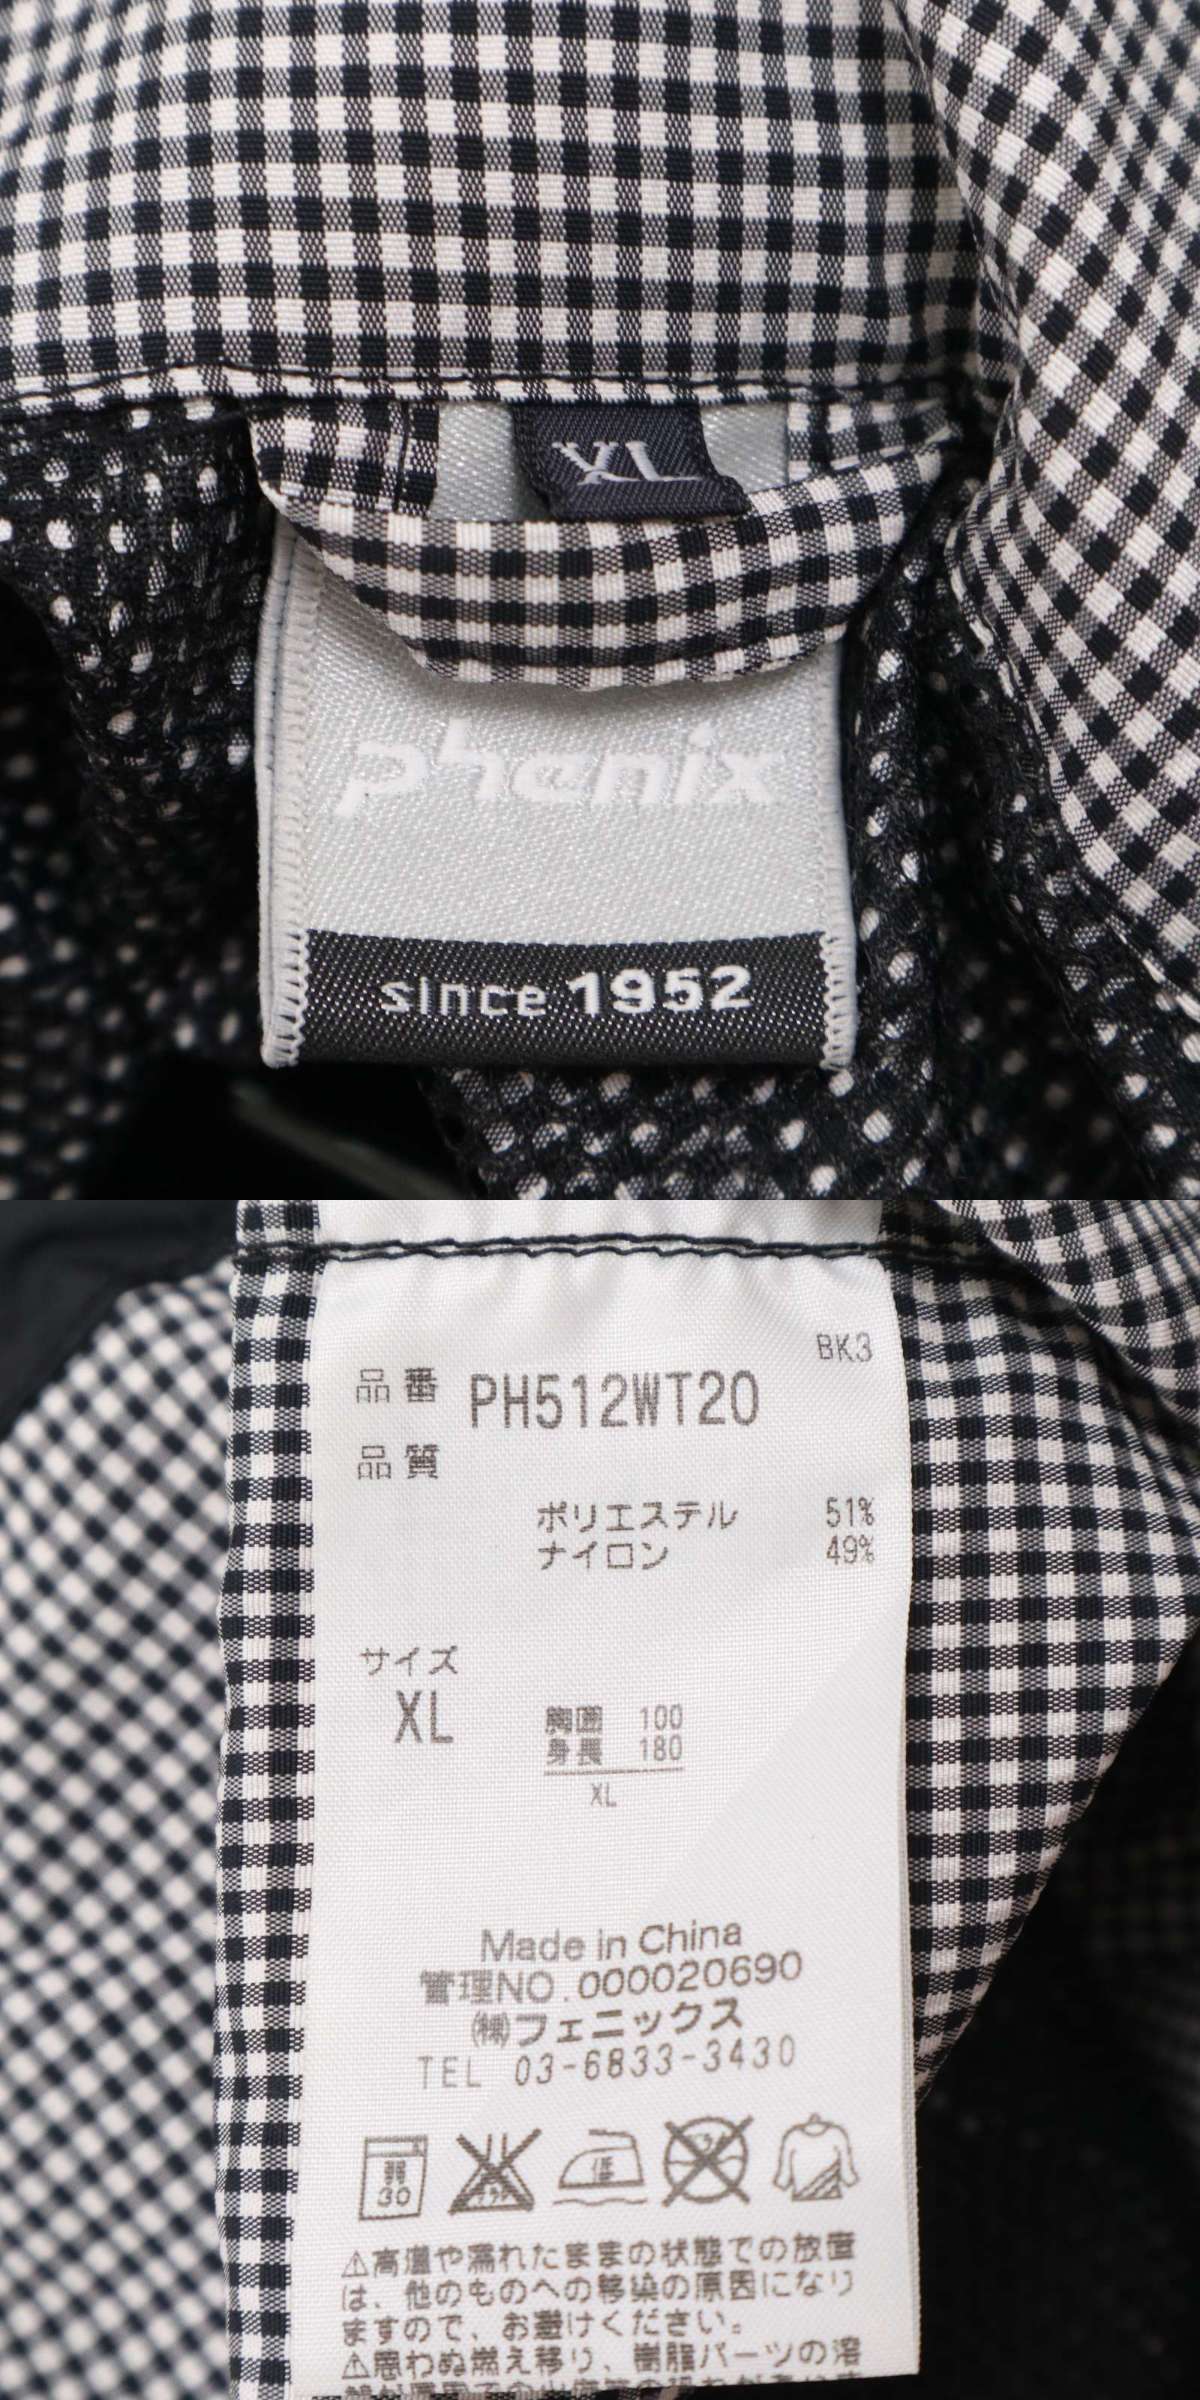 XL
phenix
since 1952
BK3
品番 PH512WT20
品質
ポリエステル 51%
ナイロン 49%
サイズ
XL
胸囲 100
身長 180
XL
Made in China
管理NO.000020690
㈱フェニックス
TEL 03-6833-3430
弱 30
⚠高温や濡れたままの状態での放置
は、他のものへの移染の原因になり
ますので、お避けください。
⚠思わぬ燃え移り、樹脂パーツの溶